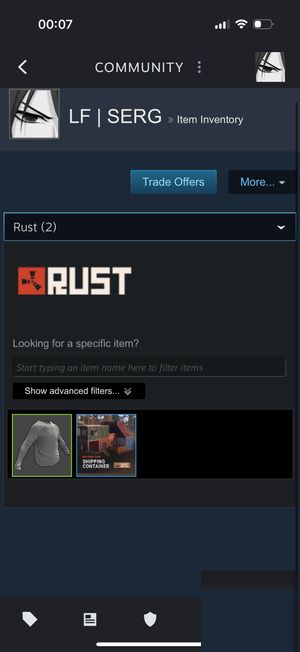 00:07
COMMUNITY
LF | SERG » Item Inventory
Trade Offers
More...
Rust (2)
RUST
Looking for a specific item?
Start typing an item name here to filter items
Show advanced filters...
SHIPPING
CONTAINER